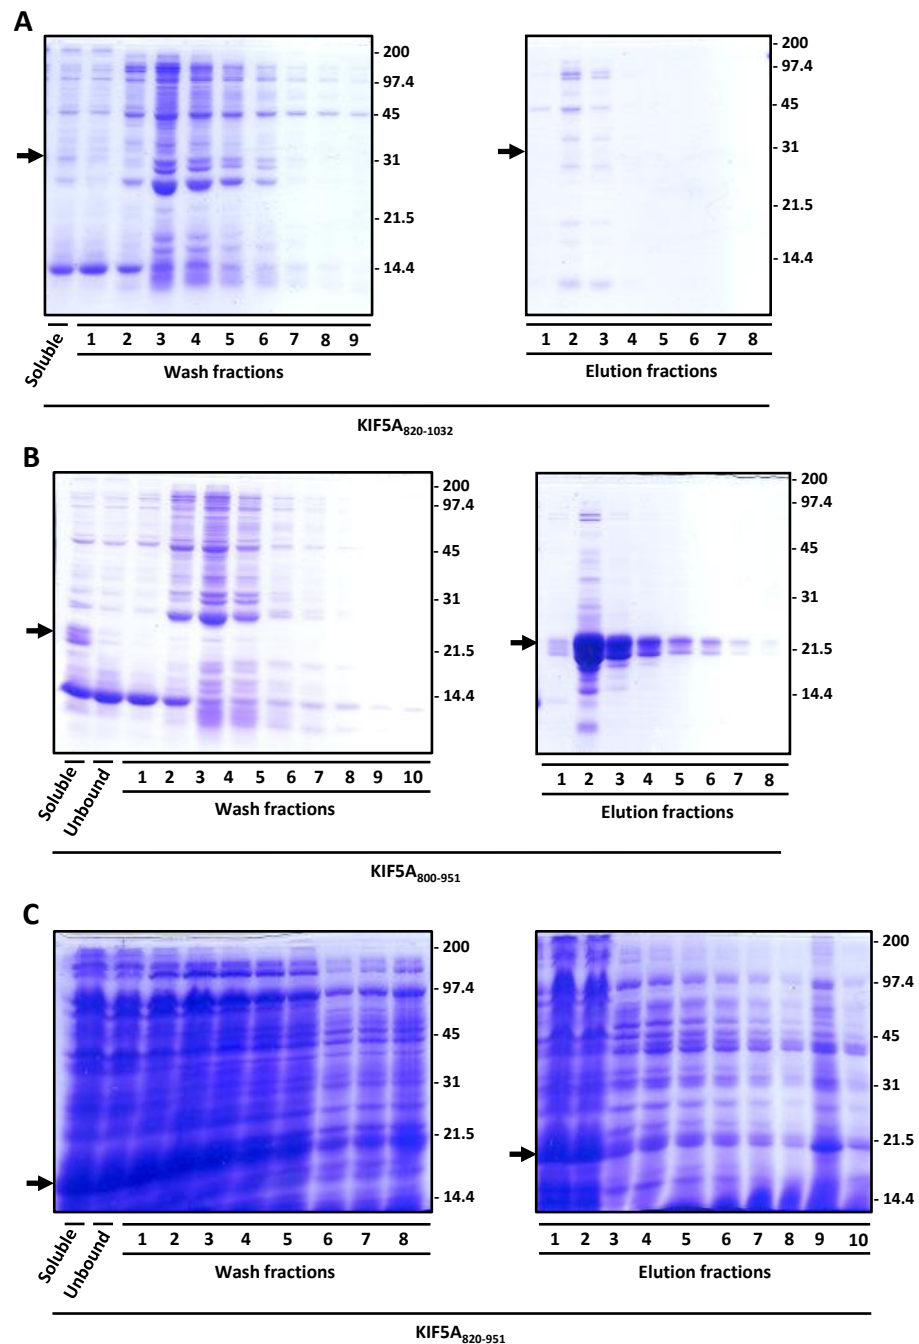 A
- 200
- 97.4
- 45
- 31
- 21.5
- 14.4
Soluble
1 2 3 4 5 6 7 8 9
Wash fractions
- 200
- 97.4
- 45
- 31
- 21.5
- 14.4
1 2 3 4 5 6 7 8
Elution fractions
KIF5A820-1032
B
- 200
- 97.4
- 45
- 31
- 21.5
- 14.4
Soluble
Unbound
1 2 3 4 5 6 7 8 9 10
Wash fractions
- 200
- 97.4
- 45
- 31
- 21.5
- 14.4
1 2 3 4 5 6 7 8
Elution fractions
KIF5A800-951
C
- 200
- 97.4
- 45
- 31
- 21.5
- 14.4
Soluble
Unbound
1 2 3 4 5 6 7 8
Wash fractions
- 200
- 97.4
- 45
- 31
- 21.5
- 14.4
1 2 3 4 5 6 7 8 9 10
Elution fractions
KIF5A820-951